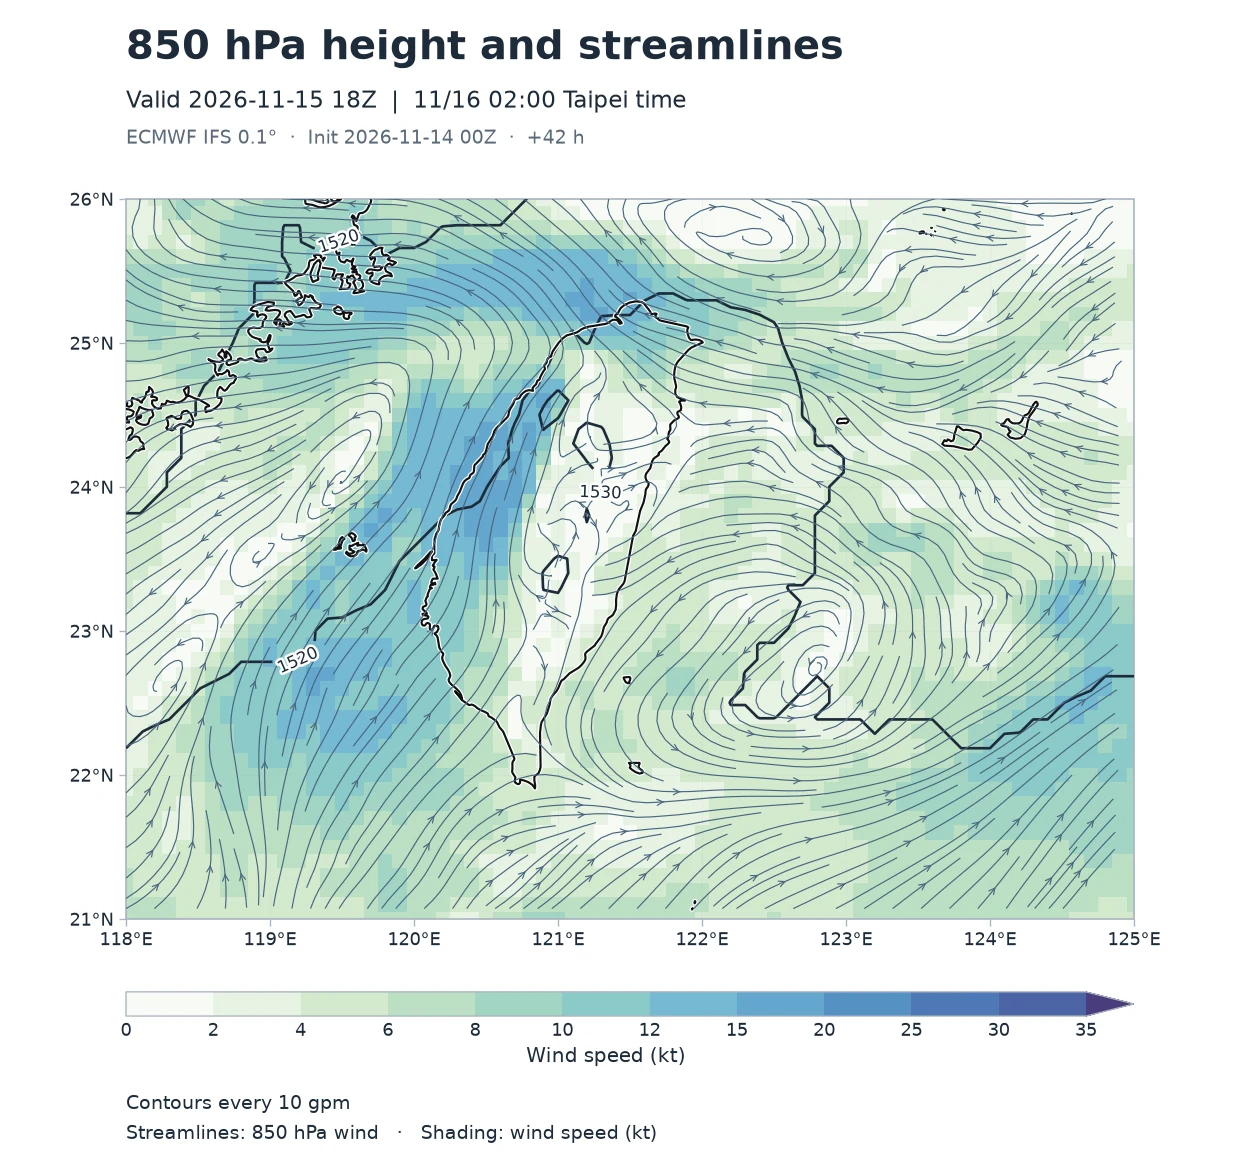 850 hPa height and streamlines
Valid 2026-11-15 18Z | 11/16 02:00 Taipei time
ECMWF IFS 0.1° · Init 2026-11-14 00Z · +42 h
26°N
1520
25°N
24°N
1530
23°N
1520
22°N
21°N
118°E 119°E 120°E 121°E 122°E 123°E 124°E 125°E
0 2 4 6 8 10 12 15 20 25 30 35
Wind speed (kt)
Contours every 10 gpm
Streamlines: 850 hPa wind · Shading: wind speed (kt)